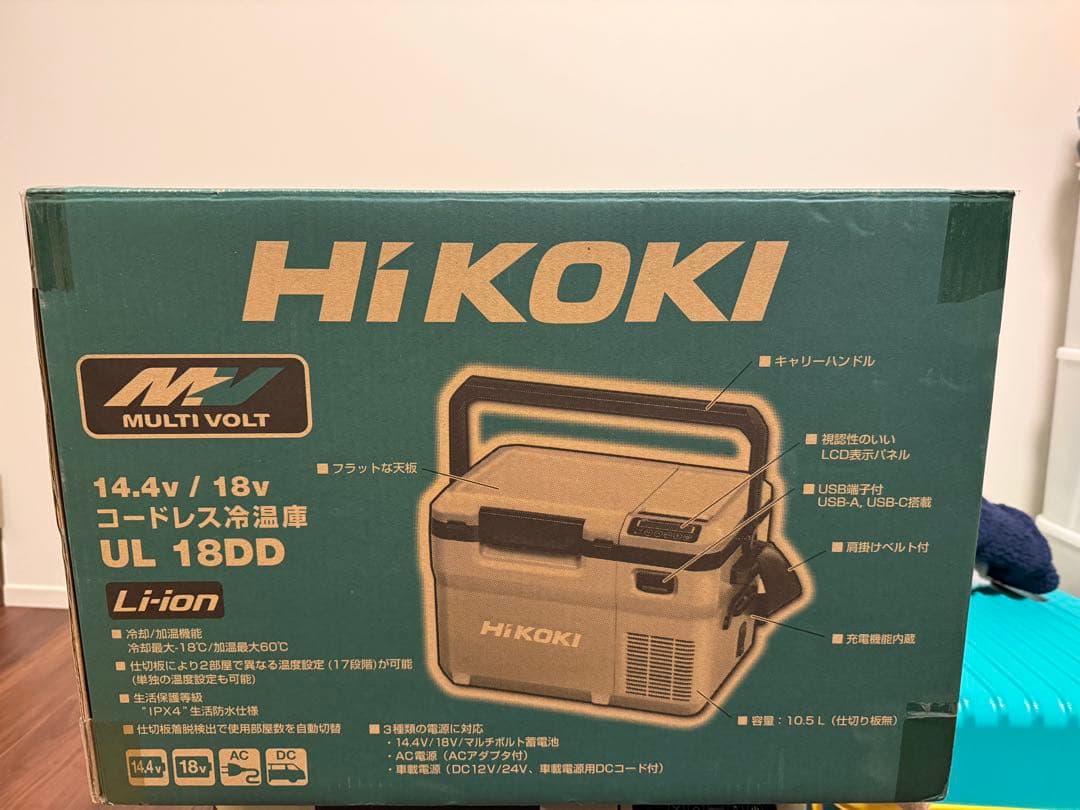 HiKOKI
MV
MULTI VOLT
14.4v / 18v
コードレス冷温庫
UL 18DD
Li-ion
■ 冷却/加温機能
冷却最大-18℃/加温最大60℃
■ 仕切板により2部屋で異なる温度設定 (17段階)が可能
(単独の温度設定も可能)
■ 生活保護等級
"IPX4"生活防水仕様
■ 仕切板着脱検出で使用部屋数を自動切替
14.4v
18v
AC
DC
■ 3種類の電源に対応
・14.4V/18V/マルチボルト蓄電池
・AC電源（ACアダプタ付）
・車載電源（DC12V/24V、車載電源用DCコード付）
■ フラットな天板
■ キャリーハンドル
■ 視認性のいい
LCD表示パネル
■ USB端子付
USB-A, USB-C搭載
■ 肩掛けベルト付
■ 充電機能内蔵
■ 容量：10.5 L（仕切り板無）
HiKOKI